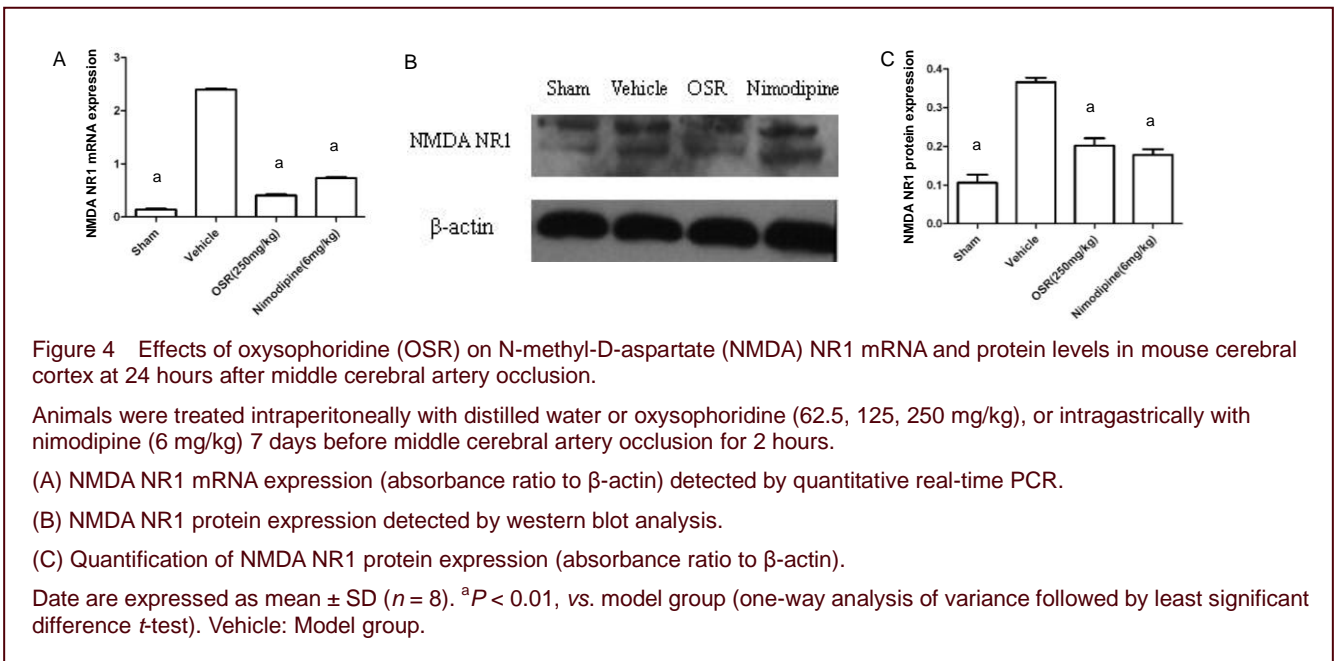 A
NMDA NR1 mRNA expression
3
2
1
0
Sham
Vehicle
OSR(250mg/kg)
Nimodipine(6mg/kg)
a
a
a
B
Sham Vehicle OSR Nimodipine
NMDA NR1
β-actin
C
NMDA NR1 protein expression
0.4
0.3
0.2
0.1
0.0
Sham
Vehicle
OSR(250mg/kg)
Nimodipine(6mg/kg)
a
a
a
Figure 4 Effects of oxysophoridine (OSR) on N-methyl-D-aspartate (NMDA) NR1 mRNA and protein levels in mouse cerebral
cortex at 24 hours after middle cerebral artery occlusion.
Animals were treated intraperitoneally with distilled water or oxysophoridine (62.5, 125, 250 mg/kg), or intragastrically with
nimodipine (6 mg/kg) 7 days before middle cerebral artery occlusion for 2 hours.
(A) NMDA NR1 mRNA expression (absorbance ratio to β-actin) detected by quantitative real-time PCR.
(B) NMDA NR1 protein expression detected by western blot analysis.
(C) Quantification of NMDA NR1 protein expression (absorbance ratio to β-actin).
Date are expressed as mean ± SD (n = 8). ᵃP < 0.01, vs. model group (one-way analysis of variance followed by least significant
difference t-test). Vehicle: Model group.